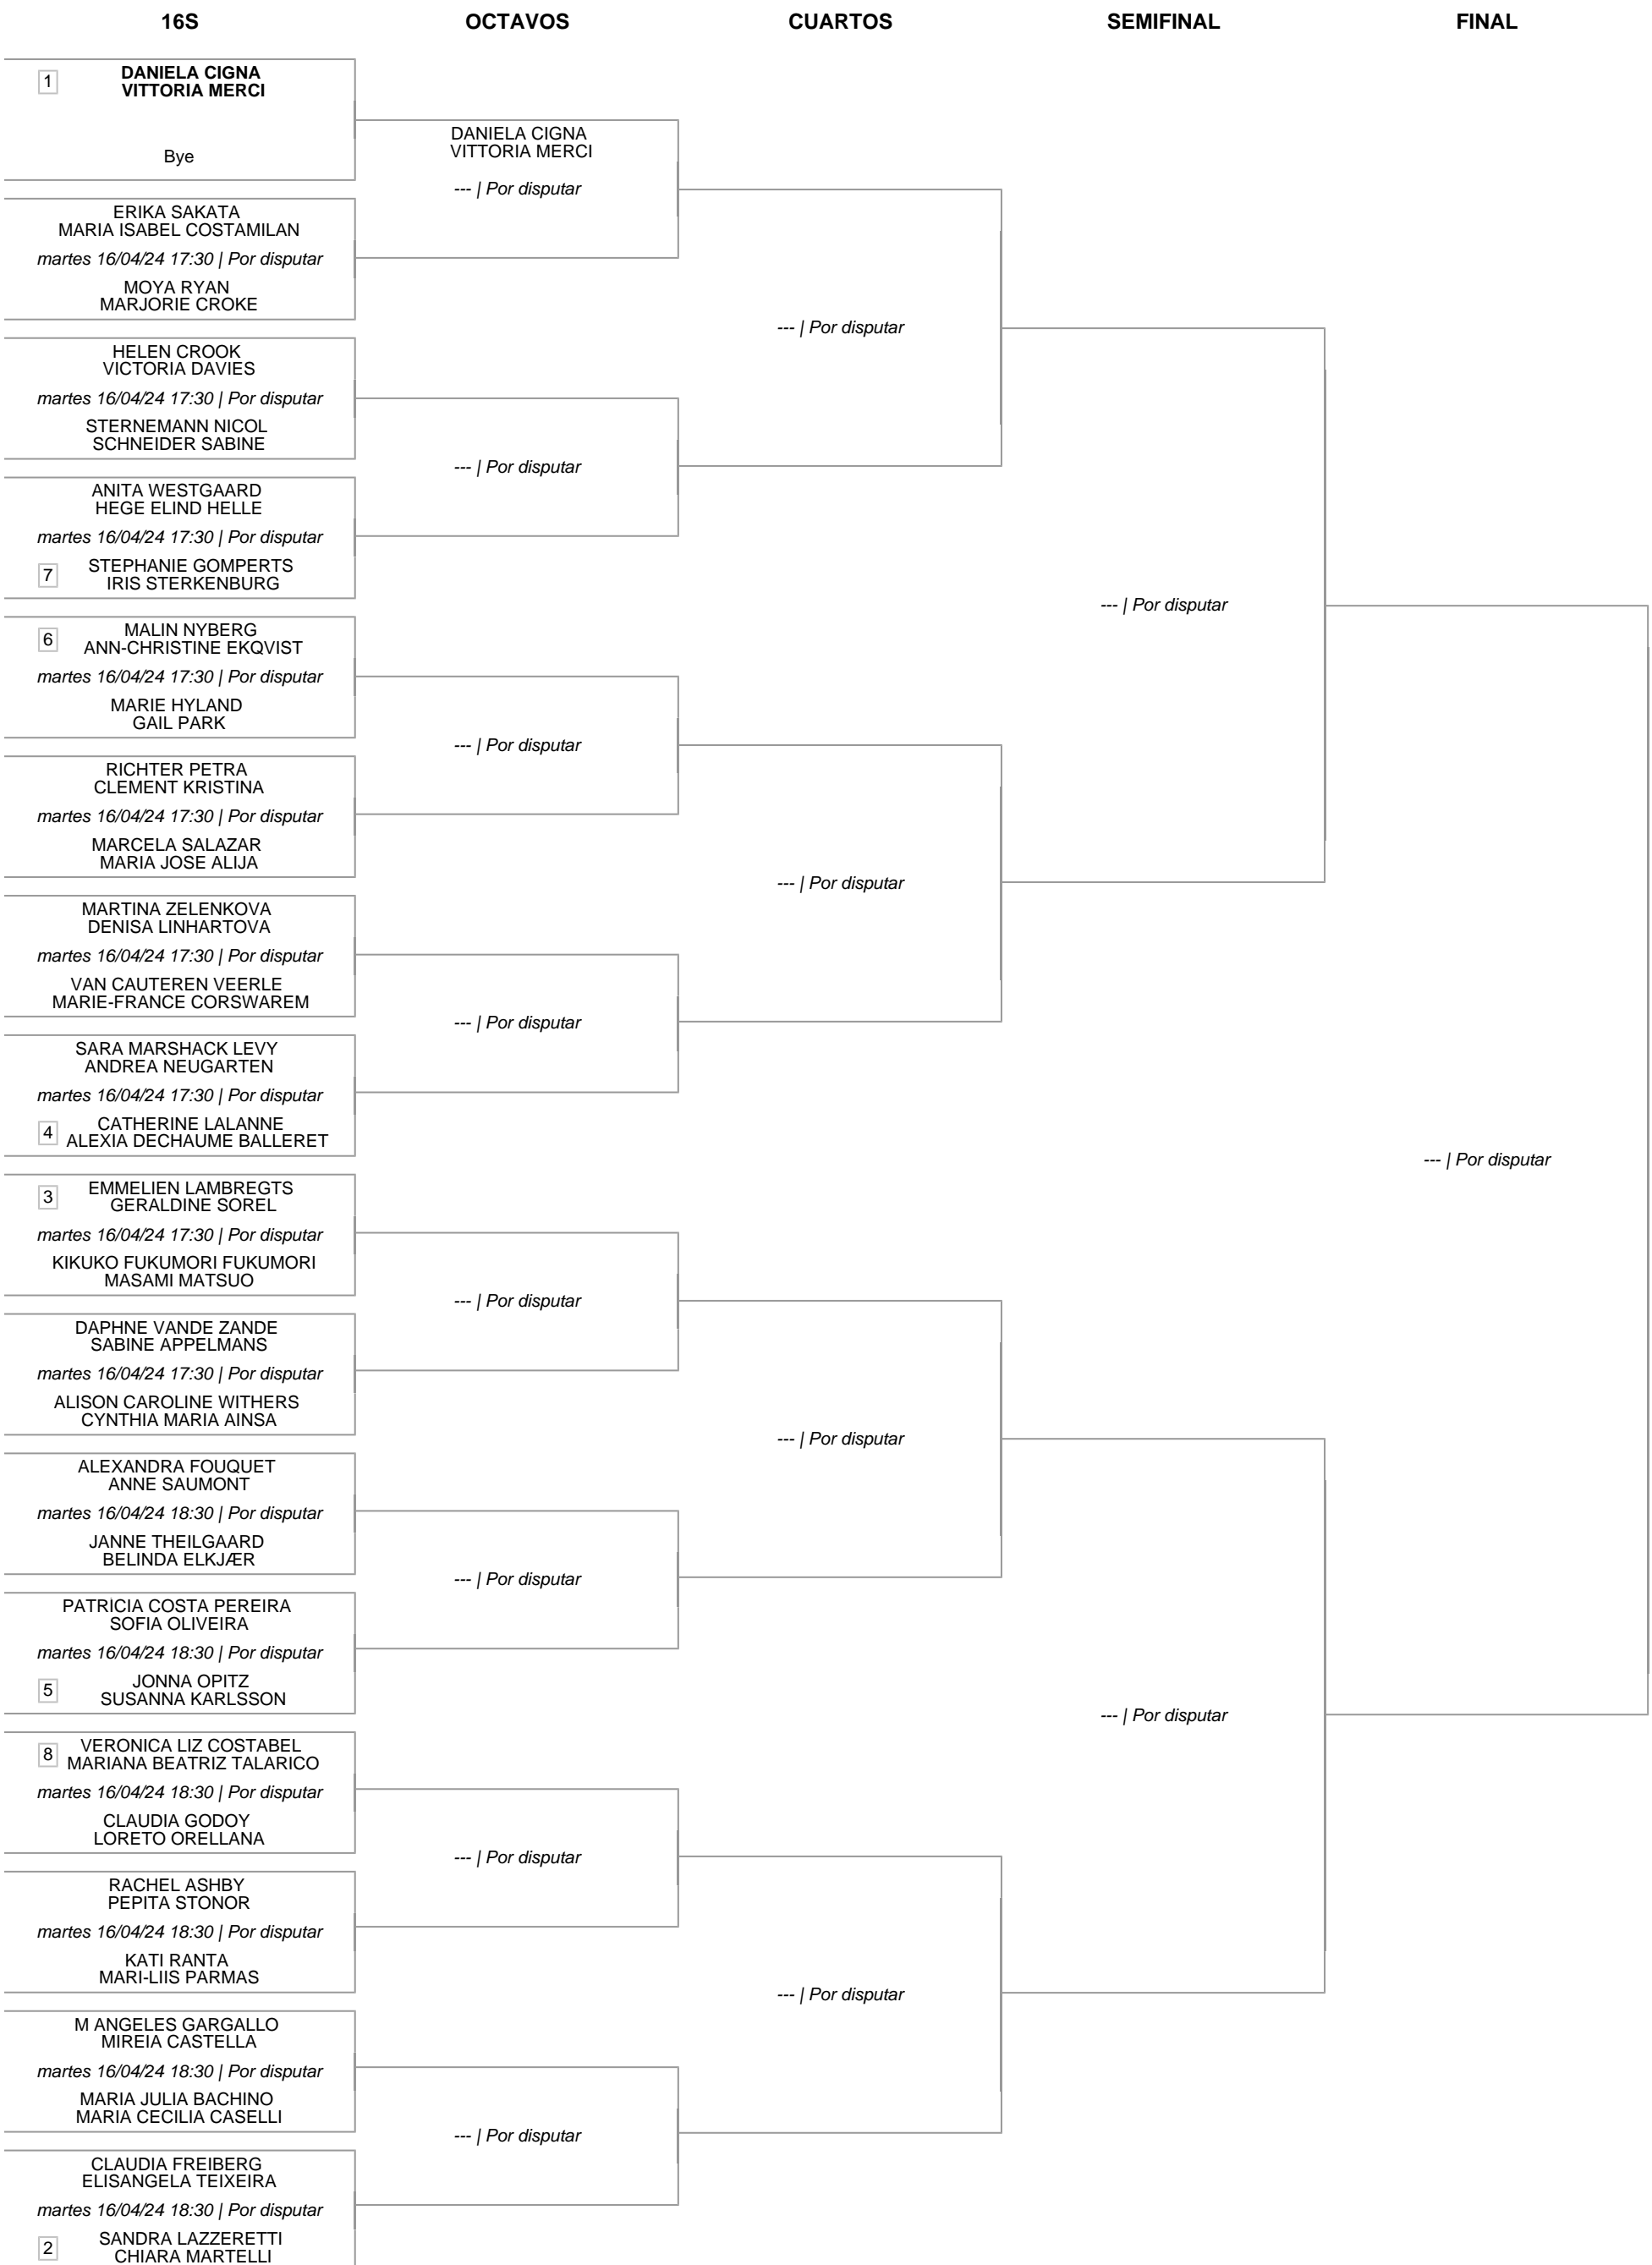 16S OCTAVOS CUARTOS SEMIFINAL FINAL
1 DANIELA CIGNA
VITTORIA MERCI
Bye
DANIELA CIGNA
VITTORIA MERCI
--- | Por disputar
ERIKA SAKATA
MARIA ISABEL COSTAMILAN
martes 16/04/24 17:30 | Por disputar
MOYA RYAN
MARJORIE CROKE
--- | Por disputar
HELEN CROOK
VICTORIA DAVIES
martes 16/04/24 17:30 | Por disputar
STERNEMANN NICOL
SCHNEIDER SABINE
--- | Por disputar
ANITA WESTGAARD
HEGE ELIND HELLE
martes 16/04/24 17:30 | Por disputar
7 STEPHANIE GOMPERTS
IRIS STERKENBURG
--- | Por disputar
6 MALIN NYBERG
ANN-CHRISTINE EKQVIST
martes 16/04/24 17:30 | Por disputar
MARIE HYLAND
GAIL PARK
--- | Por disputar
RICHTER PETRA
CLEMENT KRISTINA
martes 16/04/24 17:30 | Por disputar
MARCELA SALAZAR
MARIA JOSE ALIJA
--- | Por disputar
MARTINA ZELENKOVA
DENISA LINHARTOVA
martes 16/04/24 17:30 | Por disputar
VAN CAUTEREN VEERLE
MARIE-FRANCE CORSWAREM
--- | Por disputar
SARA MARSHACK LEVY
ANDREA NEUGARTEN
martes 16/04/24 17:30 | Por disputar
4 CATHERINE LALANNE
ALEXIA DECHAUME BALLERET
--- | Por disputar
3 EMMELIEN LAMBREGTS
GERALDINE SOREL
martes 16/04/24 17:30 | Por disputar
KIKUKO FUKUMORI FUKUMORI
MASAMI MATSUO
--- | Por disputar
DAPHNE VANDE ZANDE
SABINE APPELMANS
martes 16/04/24 17:30 | Por disputar
ALISON CAROLINE WITHERS
CYNTHIA MARIA AINSA
--- | Por disputar
ALEXANDRA FOUQUET
ANNE SAUMONT
martes 16/04/24 18:30 | Por disputar
JANNE THEILGAARD
BELINDA ELKJÆR
--- | Por disputar
PATRICIA COSTA PEREIRA
SOFIA OLIVEIRA
martes 16/04/24 18:30 | Por disputar
5 JONNA OPITZ
SUSANNA KARLSSON
--- | Por disputar
8 VERONICA LIZ COSTABEL
MARIANA BEATRIZ TALARICO
martes 16/04/24 18:30 | Por disputar
CLAUDIA GODOY
LORETO ORELLANA
--- | Por disputar
RACHEL ASHBY
PEPITA STONOR
martes 16/04/24 18:30 | Por disputar
KATI RANTA
MARI-LIIS PARMAS
--- | Por disputar
M ANGELES GARGALLO
MIREIA CASTELLA
martes 16/04/24 18:30 | Por disputar
MARIA JULIA BACHINO
MARIA CECILIA CASELLI
--- | Por disputar
CLAUDIA FREIBERG
ELISANGELA TEIXEIRA
martes 16/04/24 18:30 | Por disputar
2 SANDRA LAZZERETTI
CHIARA MARTELLI